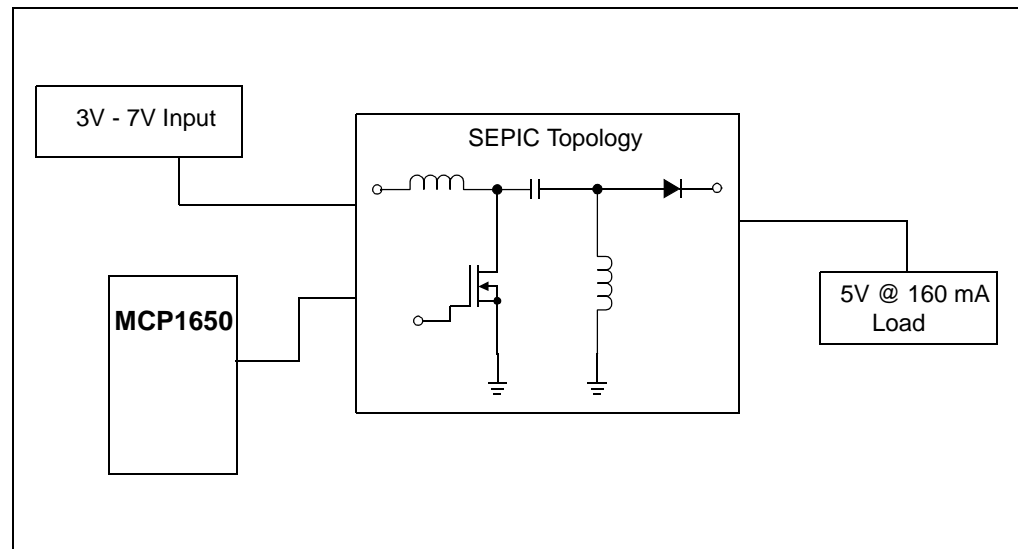 3V - 7V Input
SEPIC Topology
MCP1650
5V @ 160 mA
Load